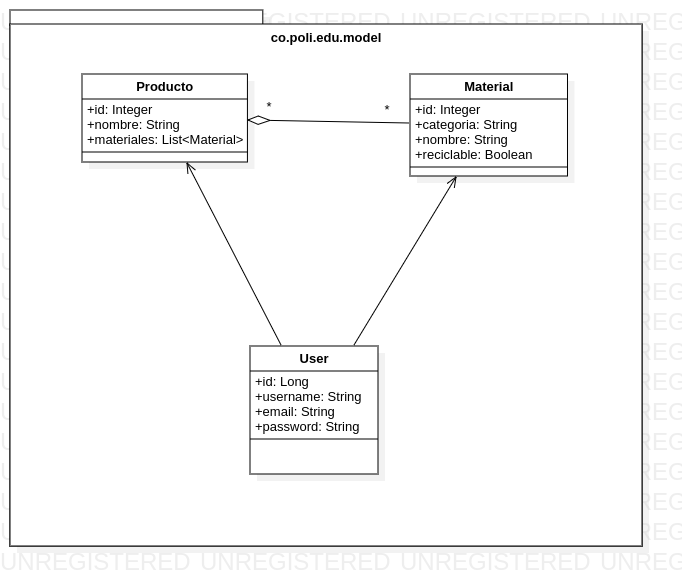 co.poli.edu.model
Producto
+id: Integer
+nombre: String
+materiales: List<Material>
*
*
Material
+id: Integer
+categoria: String
+nombre: String
+reciclable: Boolean
User
+id: Long
+username: String
+email: String
+password: String
UNREGISTERED UNREGISTERED UNREGISTERED UNREG